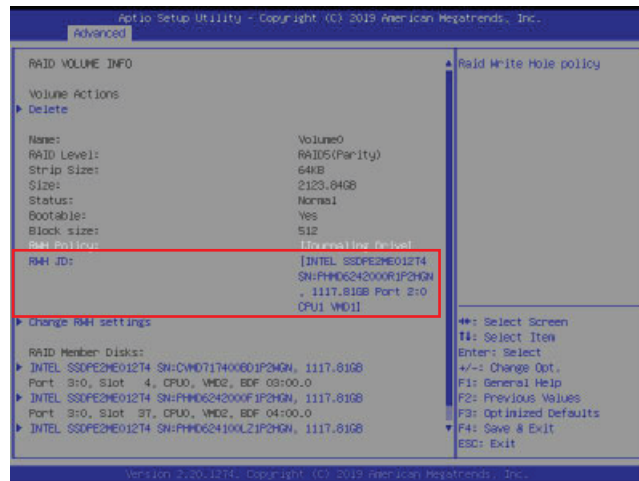 Aptio Setup Utility - Copyright (C) 2019 American Megatrends, Inc.
Advanced
RAID VOLUME INFO
Volume Actions
Delete
Name: Volume0
RAID Level: RAID5(Parity)
Strip Size: 64KB
Size: 2123.84GB
Status: Normal
Bootable: Yes
Block size: 512
RWH Policy: [Journaling Drive]
RWH JD: [INTEL SSDPE2ME012T4
SN:PHMD6242000R1P2HGN
, 1117.81GB Port 2:0
CPU1 VMD1]
Change RWH settings
RAID Member Disks:
INTEL SSDPE2ME012T4 SN:CVMD717400BD1P2MGN, 1117.81GB
Port 3:0, Slot 4, CPU0, VMD2, BDF 03:00.0
INTEL SSDPE2ME012T4 SN:PHMD6242000F1P2HGN, 1117.81GB
Port 3:0, Slot 37, CPU0, VMD2, BDF 04:00.0
INTEL SSDPE2ME012T4 SN:PHMD624100LZ1P2HGN, 1117.81GB
Raid Write Hole policy
: Select Screen
: Select Item
Enter: Select
+/-: Change Opt.
F1: General Help
F2: Previous Values
F3: Optimized Defaults
F4: Save & Exit
ESC: Exit
Version 2.20.1274. Copyright (C) 2019 American Megatrends, Inc.